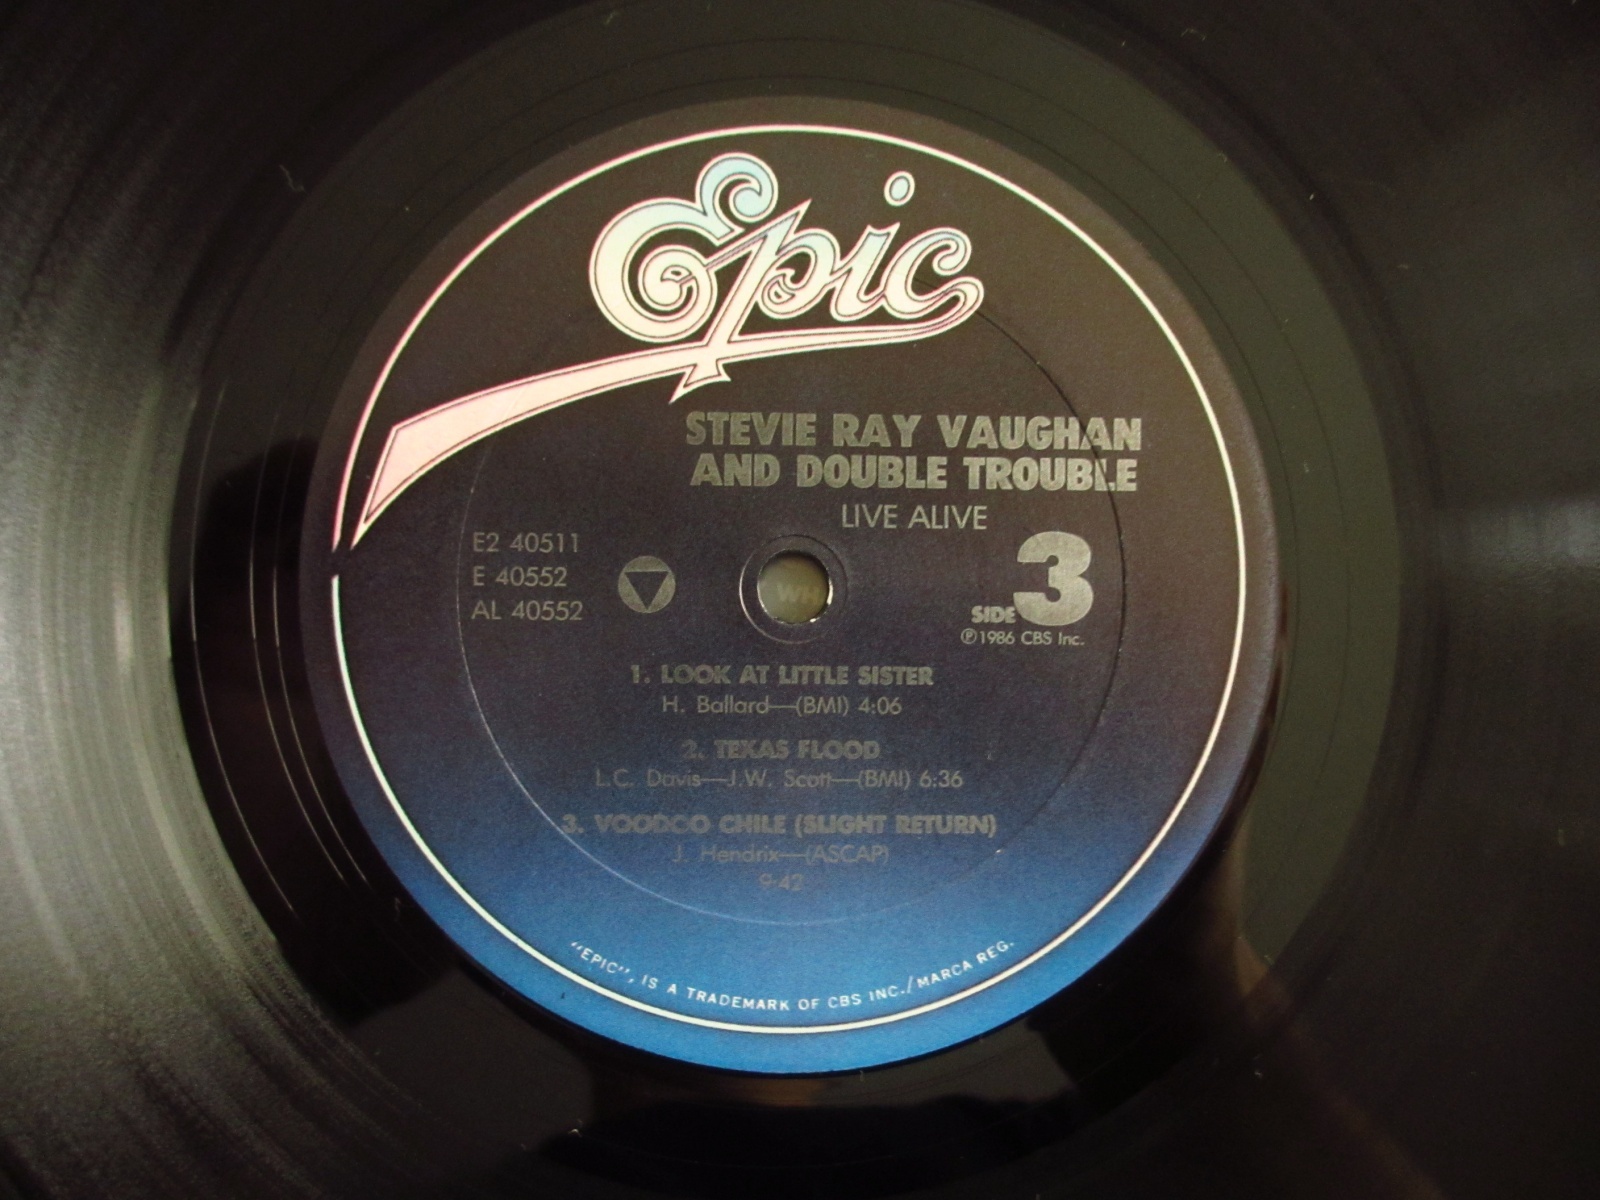 Epic
STEVIE RAY VAUGHAN
AND DOUBLE TROUBLE
LIVE ALIVE
E2 40511
E 40552
AL 40552
WH
SIDE 3
℗1986 CBS Inc.
1. LOOK AT LITTLE SISTER
H. Ballard—(BMI) 4:06
2. TEXAS FLOOD
L.C. Davis—J.W. Scott—(BMI) 6:36
3. VOODOO CHILE (SLIGHT RETURN)
J. Hendrix—(ASCAP)
9:42
"EPIC", IS A TRADEMARK OF CBS INC./MARCA REG.